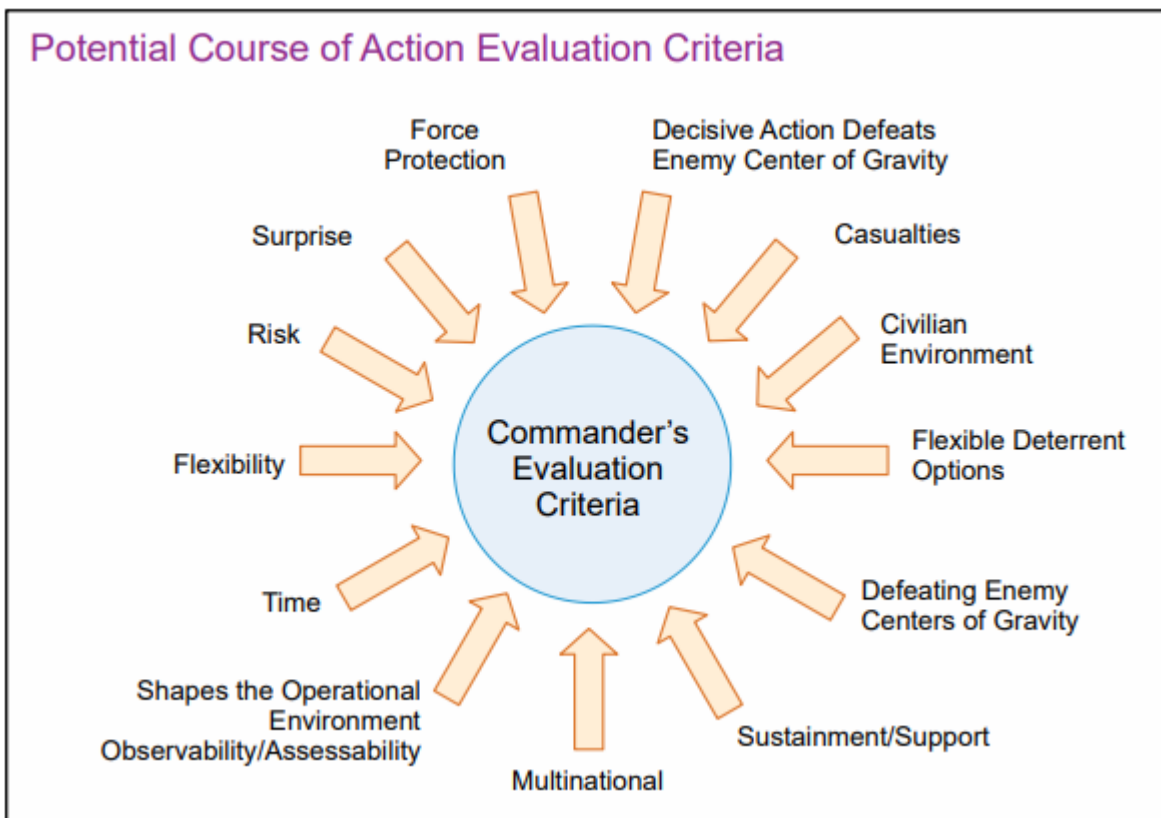 Potential Course of Action Evaluation Criteria
Force
Protection
Decisive Action Defeats
Enemy Center of Gravity
Surprise
Casualties
Risk
Civilian
Environment
Commander’s
Evaluation
Criteria
Flexibility
Flexible Deterrent
Options
Time
Defeating Enemy
Centers of Gravity
Shapes the Operational
Environment
Observability/Assessability
Sustainment/Support
Multinational